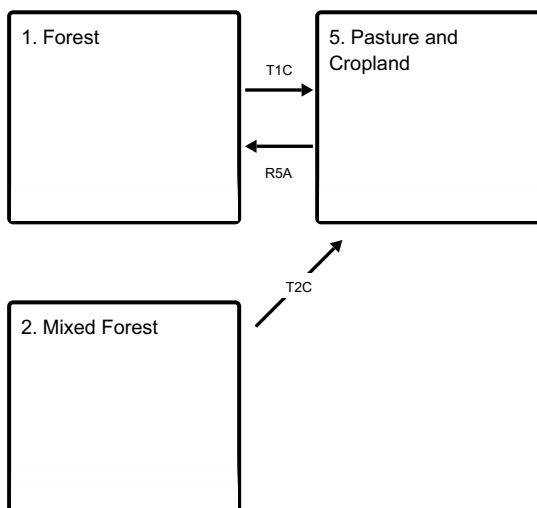 1. Forest
5. Pasture and
Cropland
T1C
R5A
T2C
2. Mixed Forest